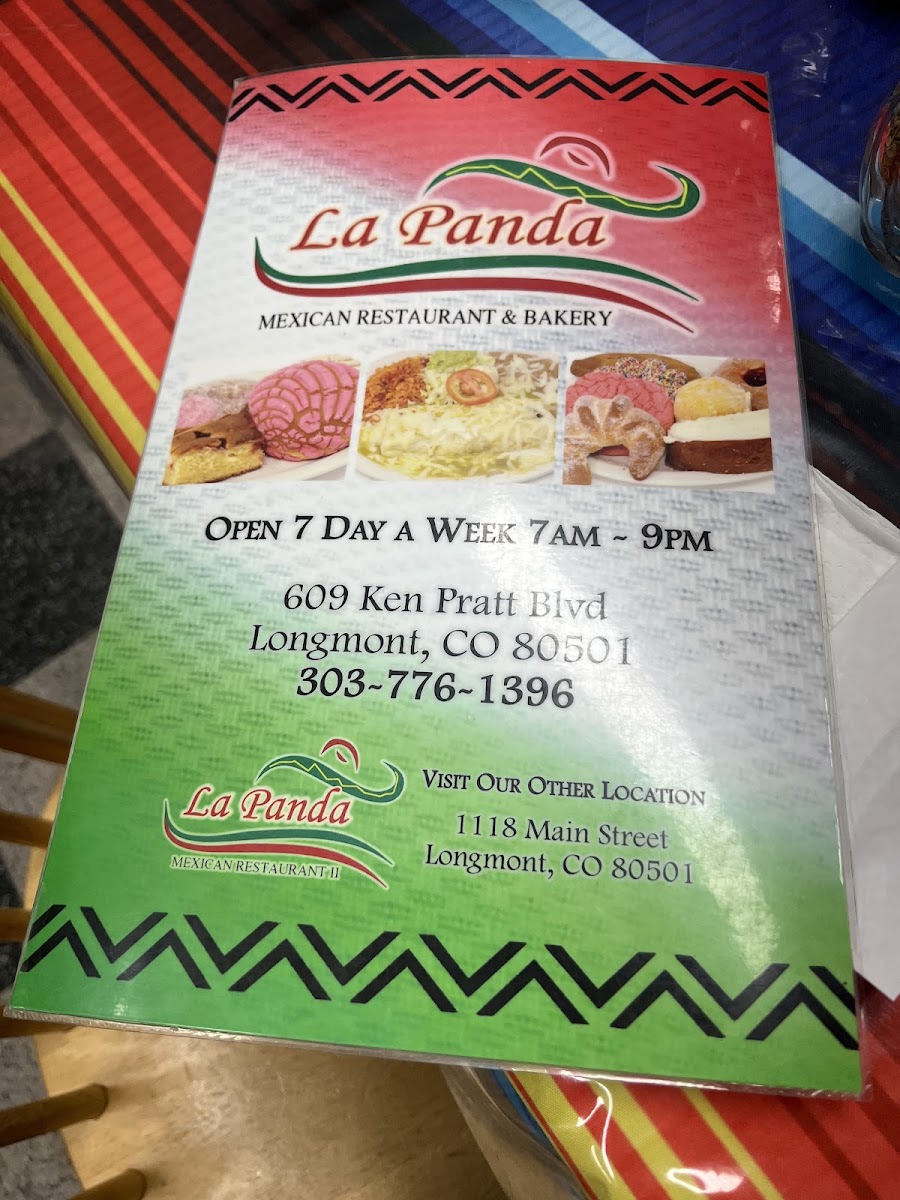 La Panda
MEXICAN RESTAURANT & BAKERY
OPEN 7 DAY A WEEK 7AM ~ 9PM
609 Ken Pratt Blvd
Longmont, CO 80501
303-776-1396
La Panda
MEXICAN RESTAURANT II
VISIT OUR OTHER LOCATION
1118 Main Street
Longmont, CO 80501